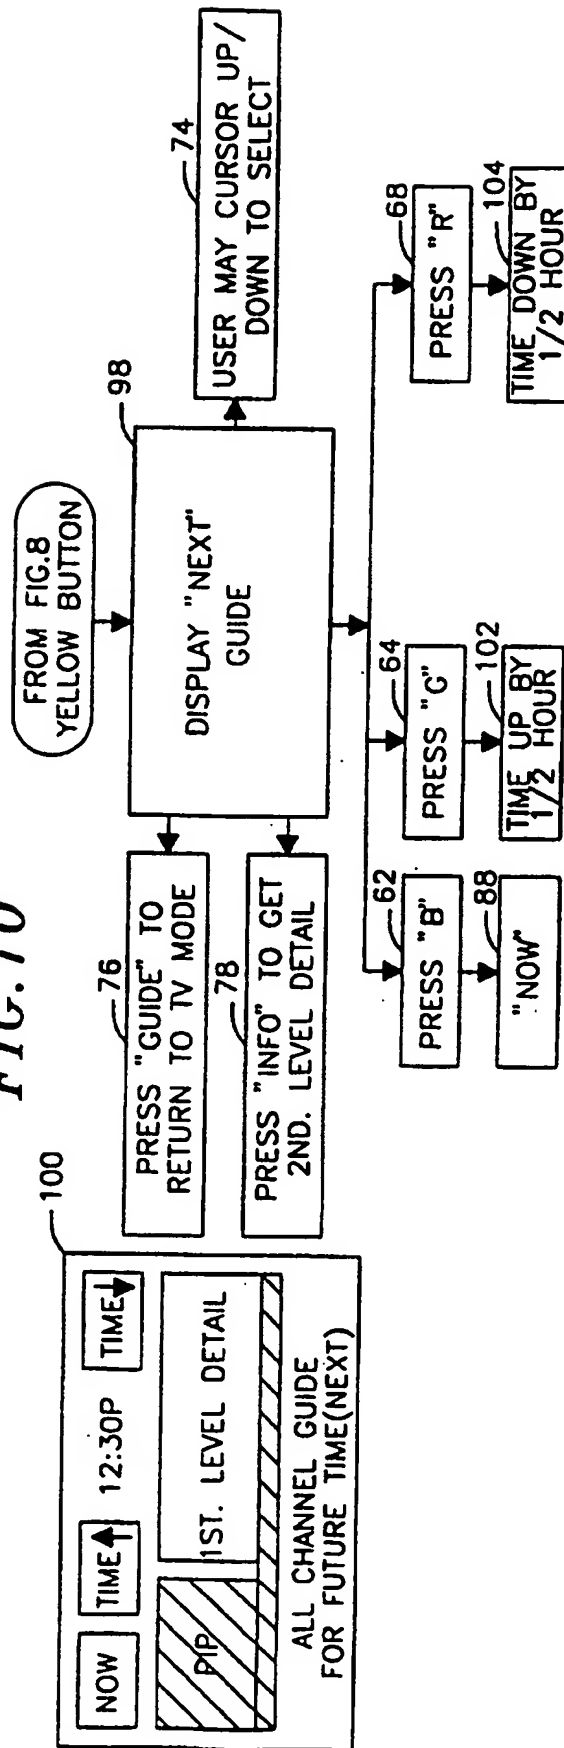 FIG.10
100
NOW
TIME
12:30P
TIME
PIP
1ST. LEVEL DETAIL
ALL CHANNEL GUIDE
FOR FUTURE TIME(NEXT)
FROM FIG.8
YELLOW BUTTON
98
DISPLAY "NEXT"
GUIDE
74
USER MAY CURSOR UP/
DOWN TO SELECT
76
PRESS "GUIDE" TO
RETURN TO TV MODE
78
PRESS "INFO" TO GET
2ND. LEVEL DETAIL
62
PRESS "B"
88
"NOW"
64
PRESS "G"
102
TIME UP BY
1/2 HOUR
68
PRESS "R"
104
TIME DOWN BY
1/2 HOUR